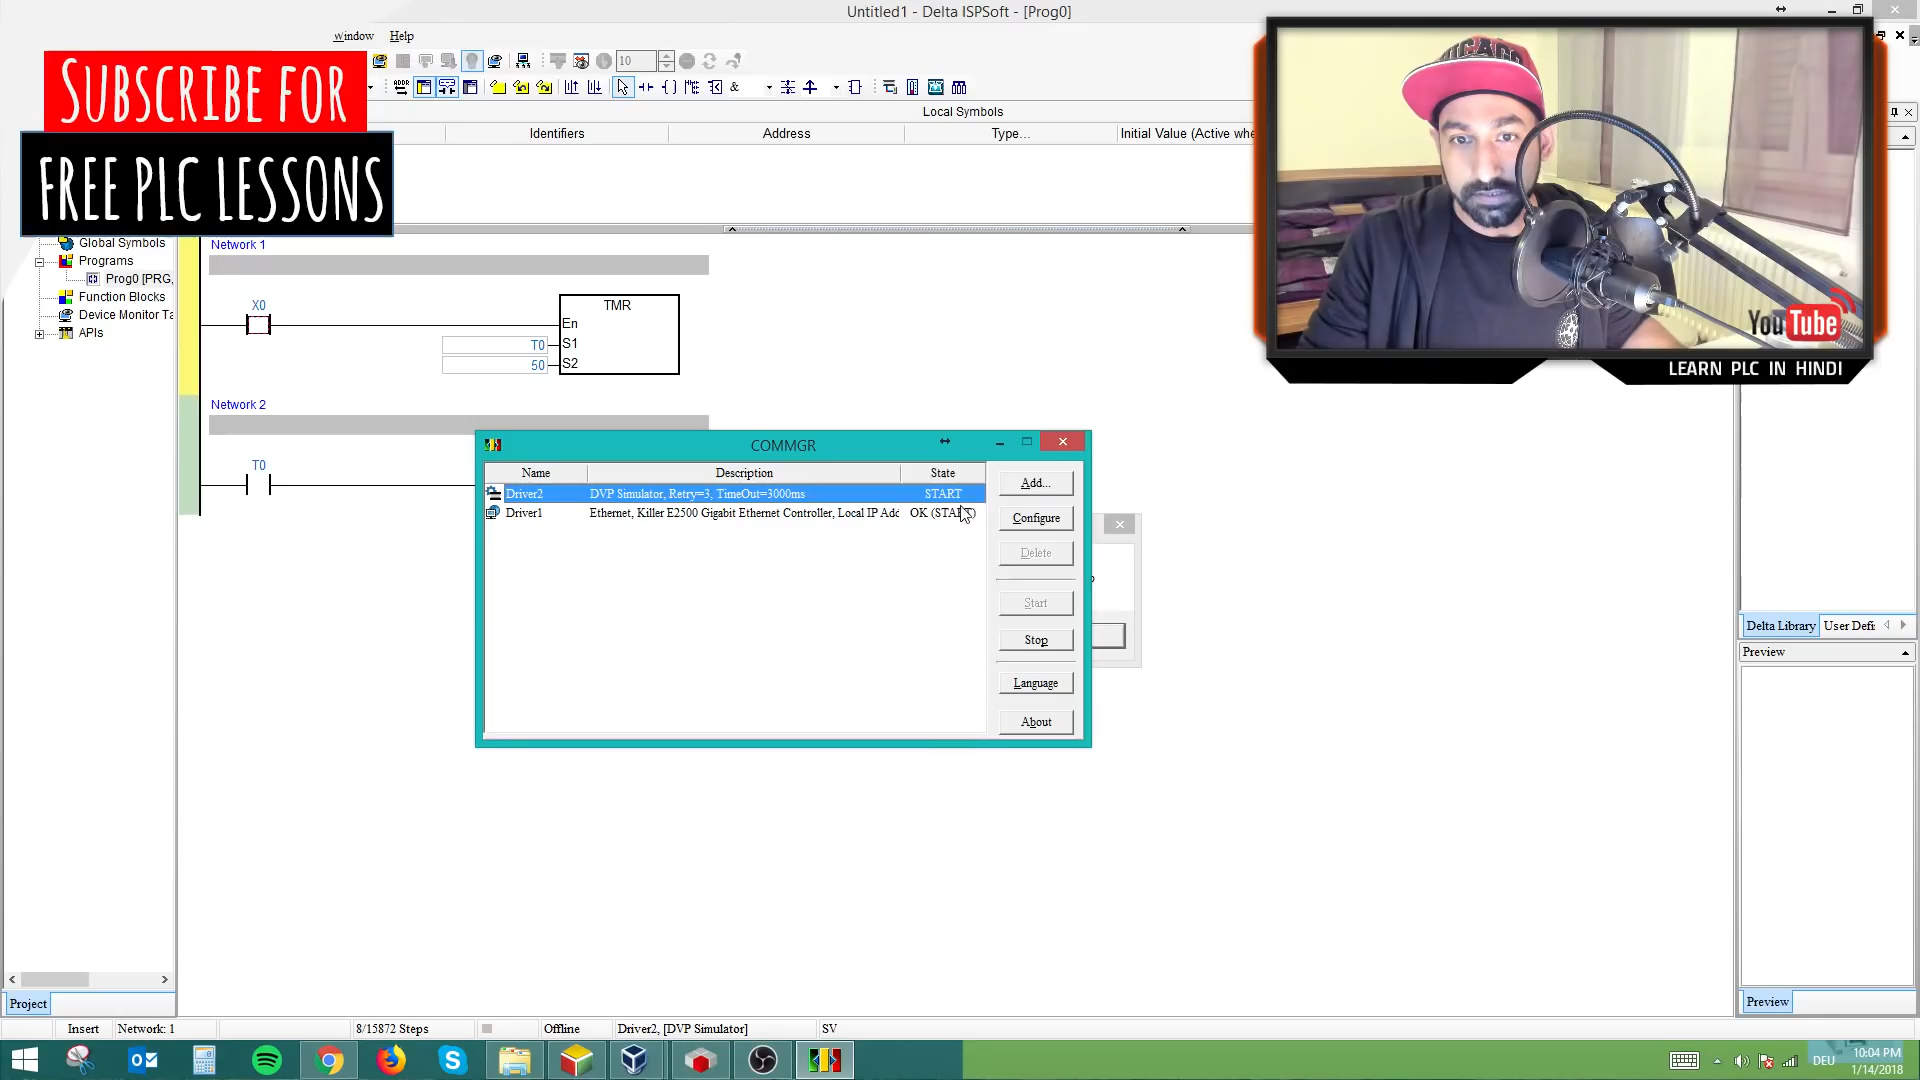 Untitled1 - Delta ISPSoft - [Prog0]
Window Help
SUBSCRIBE FOR
FREE PLC LESSONS
10
&
Local Symbols
Identifiers Address Type... Initial Value (Active whe
CHICAGO
YouTube
LEARN PLC IN HINDI
Global Symbols
Programs
Prog0 [PRG,
Function Blocks
Device Monitor Ta
APIs
Network 1
X0
TMR
En
T0 S1
50 S2
Network 2
T0
COMMGR
Name Description State
Driver2 DVP Simulator, Retry=3, TimeOut=3000ms START
Driver1 Ethernet, Killer E2500 Gigabit Ethernet Controller, Local IP Adc OK (START)
Add...
Configure
Delete
Start
Stop
Language
About
Delta Library User Defi
Preview
Project
Preview
Insert Network: 1 8/15872 Steps Offline Driver2, [DVP Simulator] SV
DEU 10:04 PM
1/14/2018